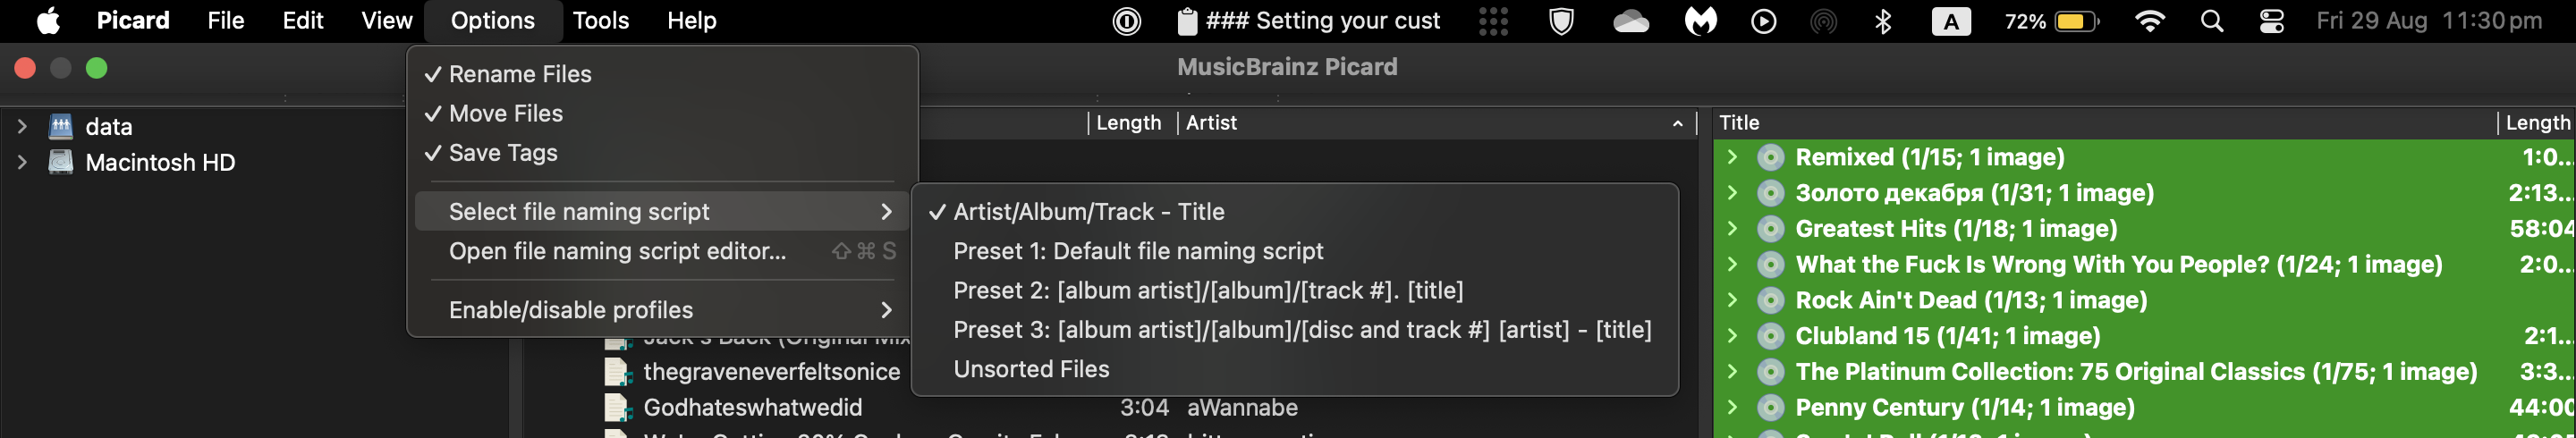 Picard File Edit View Options Tools Help ### Setting your cust A 72% Fri 29 Aug 11:30 pm
MusicBrainz Picard
data
Macintosh HD
Rename Files
Move Files
Save Tags
Select file naming script
Open file naming script editor... ⇧⌘S
Enable/disable profiles
Artist/Album/Track - Title
Preset 1: Default file naming script
Preset 2: [album artist]/[album]/[track #]. [title]
Preset 3: [album artist]/[album]/[disc and track #] [artist] - [title]
Unsorted Files
Length Artist
Jack's Back (Original Mix
thegraveneverfeltsonice
Godhateswhatwedid 3:04 aWannabe
Title Length
Remixed (1/15; 1 image) 1:0...
Золото декабря (1/31; 1 image) 2:13...
Greatest Hits (1/18; 1 image) 58:04
What the Fuck Is Wrong With You People? (1/24; 1 image) 2:0...
Rock Ain't Dead (1/13; 1 image)
Clubland 15 (1/41; 1 image) 2:1...
The Platinum Collection: 75 Original Classics (1/75; 1 image) 3:3...
Penny Century (1/14; 1 image) 44:00